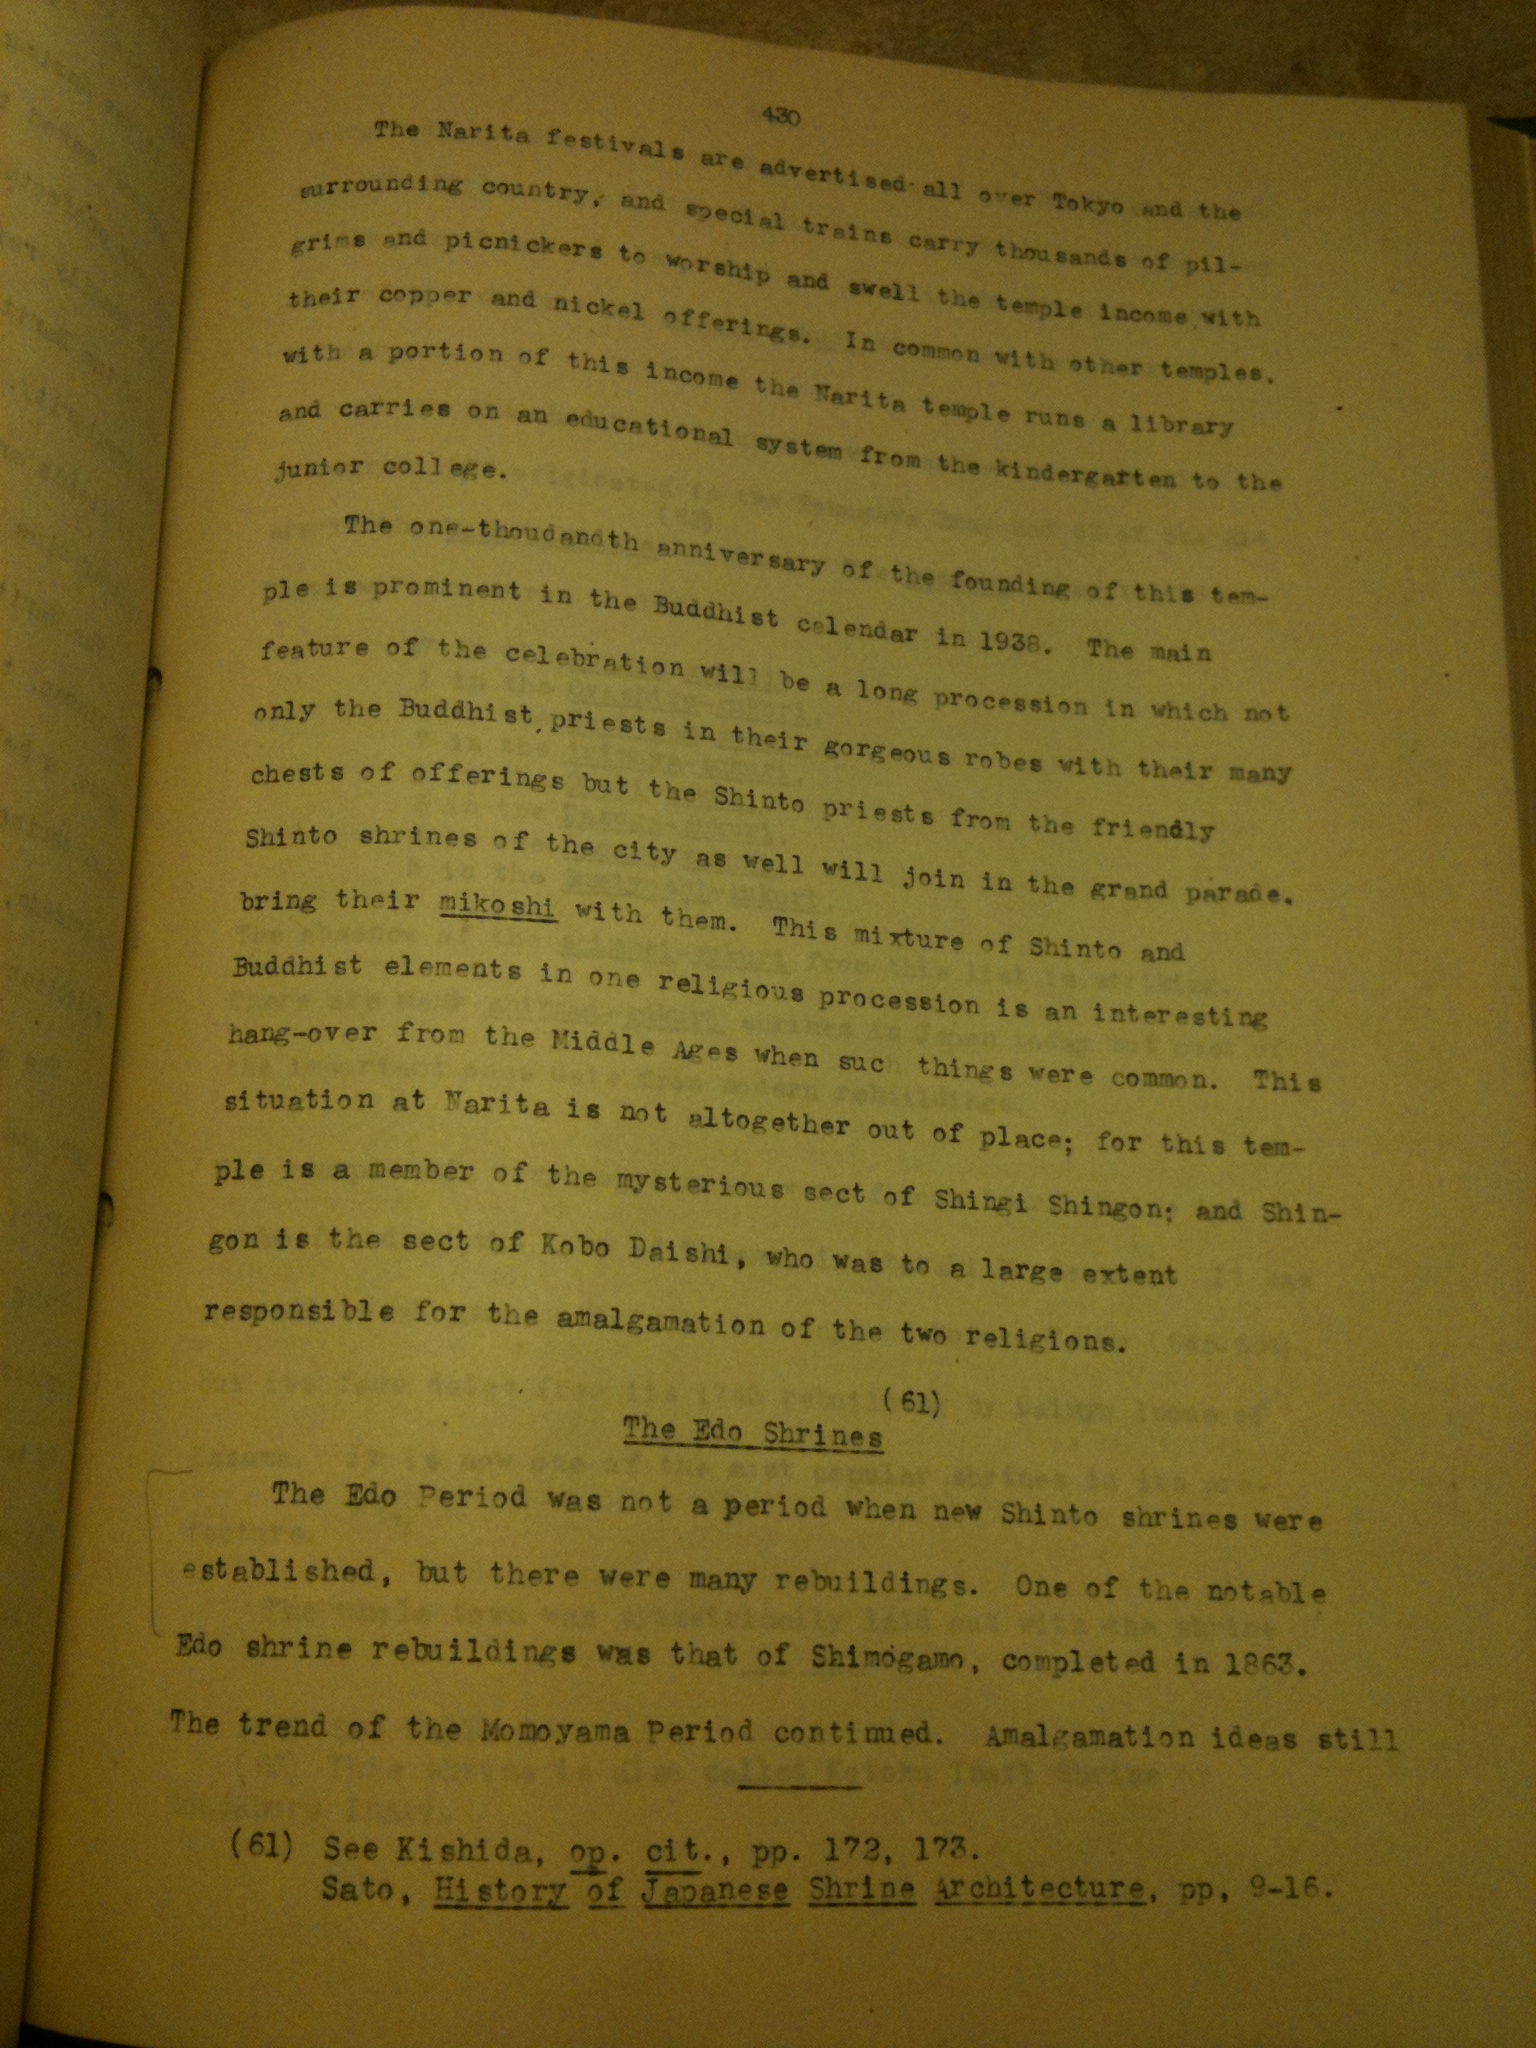 430
The Narita festivals are advertised all over Tokyo and the
surrounding country, and special trains carry thousands of pil-
grims and picnickers to worship and swell the temple income with
their copper and nickel offerings. In common with other temples,
with a portion of this income the Narita temple runs a library
and carries on an educational system from the kindergarten to the
junior college.
The one-thoudandth anniversary of the founding of this tem-
ple is prominent in the Buddhist calendar in 1938. The main
feature of the celebration will be a long procession in which not
only the Buddhist priests in their gorgeous robes with their many
chests of offerings but the Shinto priests from the friendly
Shinto shrines of the city as well will join in the grand parade.
bring their mikoshi with them. This mixture of Shinto and
Buddhist elements in one religious procession is an interesting
hang-over from the Middle Ages when suc things were common. This
situation at Narita is not altogether out of place; for this tem-
ple is a member of the mysterious sect of Shingi Shingon; and Shin-
gon is the sect of Kobo Daishi, who was to a large extent
responsible for the amalgamation of the two religions.
The Edo Shrines (61)
The Edo Period was not a period when new Shinto shrines were
established, but there were many rebuildings. One of the notable
Edo shrine rebuildings was that of Shimogamo, completed in 1863.
The trend of the Momoyama Period continued. Amalgamation ideas still
(61) See Kishida, op. cit., pp. 172, 173.
Sato, History of Japanese Shrine Architecture, pp, 9-16.